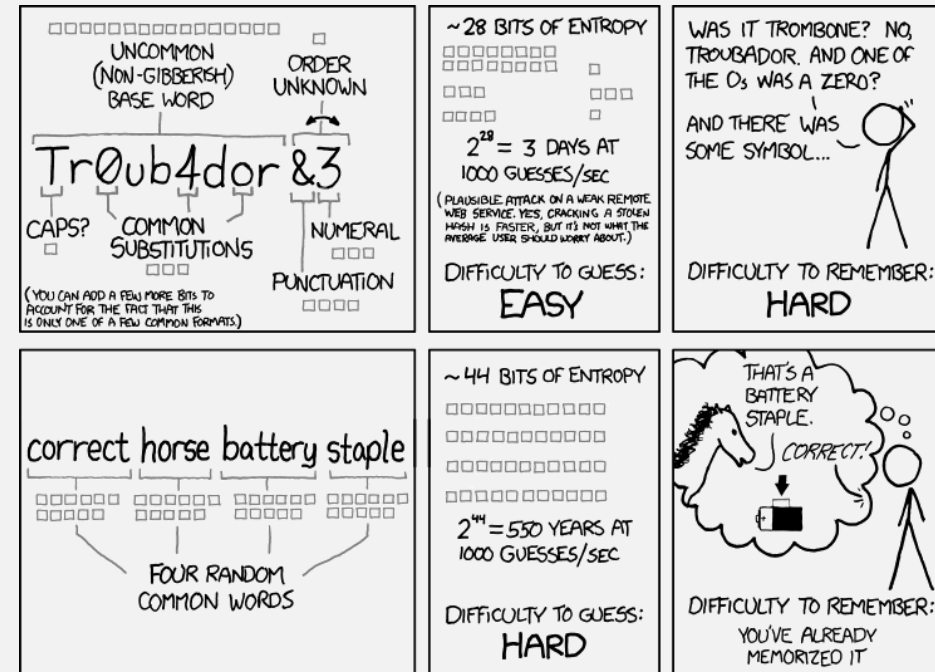 UNCOMMON
(NON-GIBBERISH)
BASE WORD
ORDER
UNKNOWN
Tr0ub4dor &3
CAPS?
COMMON
SUBSTITUTIONS
NUMERAL
PUNCTUATION
(YOU CAN ADD A FEW MORE BITS TO
ACCOUNT FOR THE FACT THAT THIS
IS ONLY ONE OF A FEW COMMON FORMATS.)
~28 BITS OF ENTROPY
2^28 = 3 DAYS AT
1000 GUESSES/SEC
(PLAUSIBLE ATTACK ON A WEAK REMOTE
WEB SERVICE. YES, CRACKING A STOLEN
HASH IS FASTER, BUT IT'S NOT WHAT THE
AVERAGE USER SHOULD WORRY ABOUT.)
DIFFICULTY TO GUESS:
EASY
WAS IT TROMBONE? NO,
TROUBADOR. AND ONE OF
THE Os WAS A ZERO?
AND THERE WAS
SOME SYMBOL...
DIFFICULTY TO REMEMBER:
HARD
correct horse battery staple
FOUR RANDOM
COMMON WORDS
~44 BITS OF ENTROPY
2^44 = 550 YEARS AT
1000 GUESSES/SEC
DIFFICULTY TO GUESS:
HARD
THAT'S A
BATTERY
STAPLE.
CORRECT!
DIFFICULTY TO REMEMBER:
YOU'VE ALREADY
MEMORIZED IT